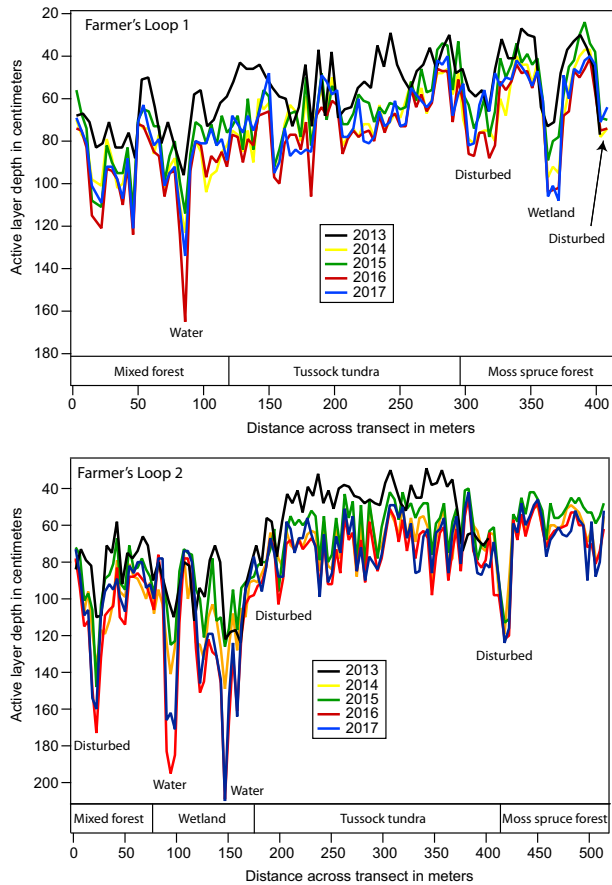 Farmer's Loop 1
Active layer depth in centimeters
20
40
60
80
100
120
140
160
180
Disturbed
Wetland
Disturbed
Water
2013
2014
2015
2016
2017
Mixed forest
Tussock tundra
Moss spruce forest
0 50 100 150 200 250 300 350 400
Distance across transect in meters
Farmer's Loop 2
Active layer depth in centimeters
40
60
80
100
120
140
160
180
200
Disturbed
Water
Water
Disturbed
Disturbed
2013
2014
2015
2016
2017
Mixed forest
Wetland
Tussock tundra
Moss spruce forest
0 50 100 150 200 250 300 350 400 450 500
Distance across transect in meters